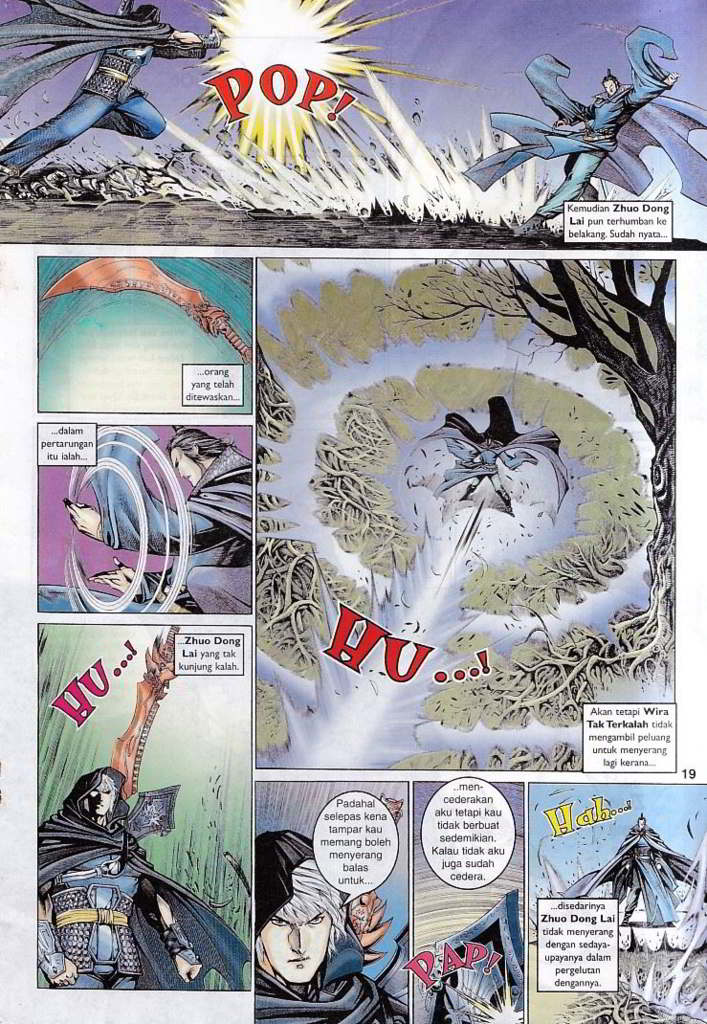 POP!
Kemudian Zhuo Dong
Lai pun terhumban ke
belakang. Sudah nyata...
...orang
yang telah
ditewaskan...
...dalam
pertarungan
itu ialah...
...Zhuo Dong
Lai yang tak
kunjung kalah.
HU...!
HU...!
Akan tetapi Wira
Tak Terkalah tidak
mengambil peluang
untuk menyerang
lagi kerana...
19
Padahal
selepas kena
tampar kau
memang boleh
menyerang
balas
untuk...
..men-
cederakan
aku tetapi kau
tidak berbuat
sedemikian.
Kalau tidak aku
juga sudah
cedera.
PAP!
Hah...!
...disedarinya
Zhuo Dong Lai
tidak menyerang
dengan sedaya-
upayanya dalam
pergelutan
dengannya.